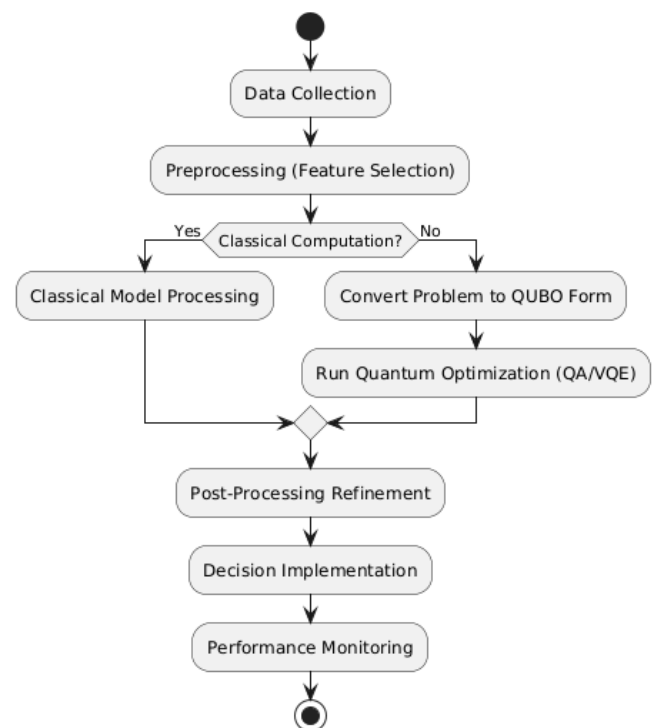 Data Collection
Preprocessing (Feature Selection)
Yes
Classical Computation?
No
Classical Model Processing
Convert Problem to QUBO Form
Run Quantum Optimization (QA/VQE)
Post-Processing Refinement
Decision Implementation
Performance Monitoring